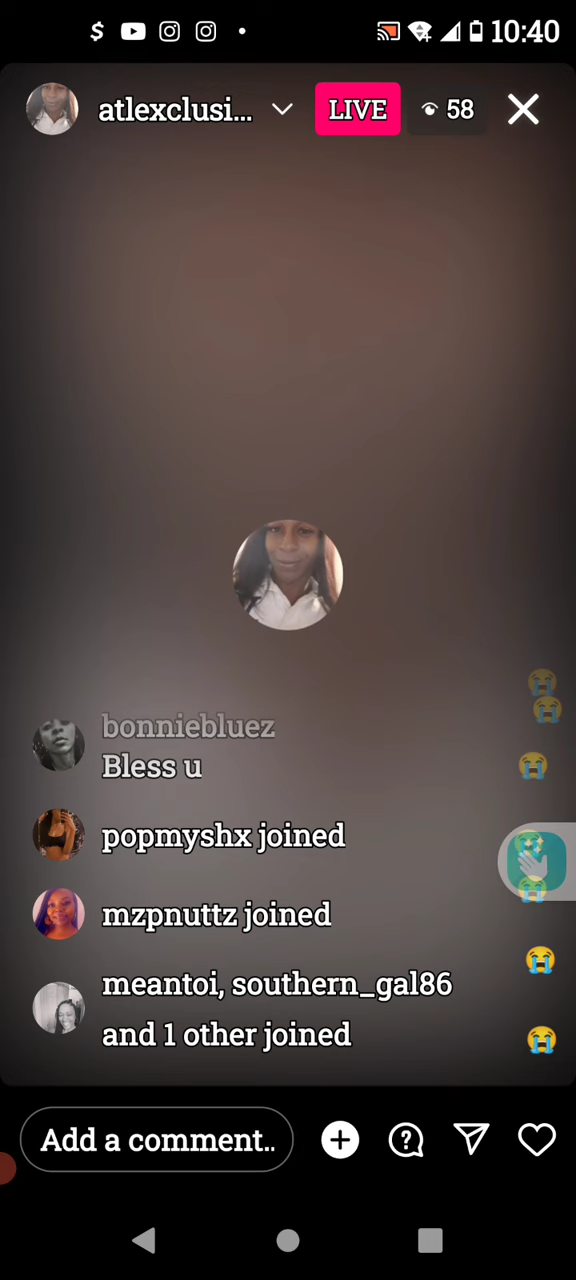 10:40
atlexclusi...
LIVE
58
bonniebluez
Bless u
popmyshx joined
mzpnuttz joined
meantoi, southern_gal86
and 1 other joined
Add a comment..